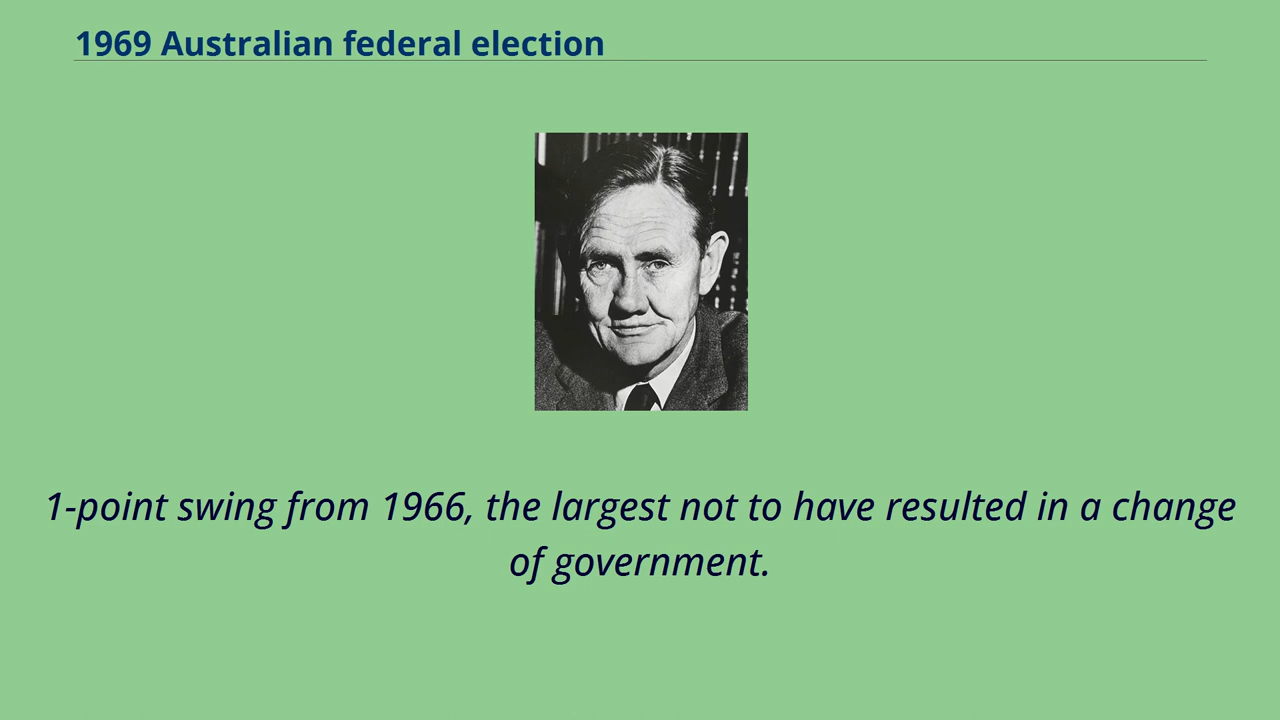 1969 Australian federal election
1-point swing from 1966, the largest not to have resulted in a change
of government.